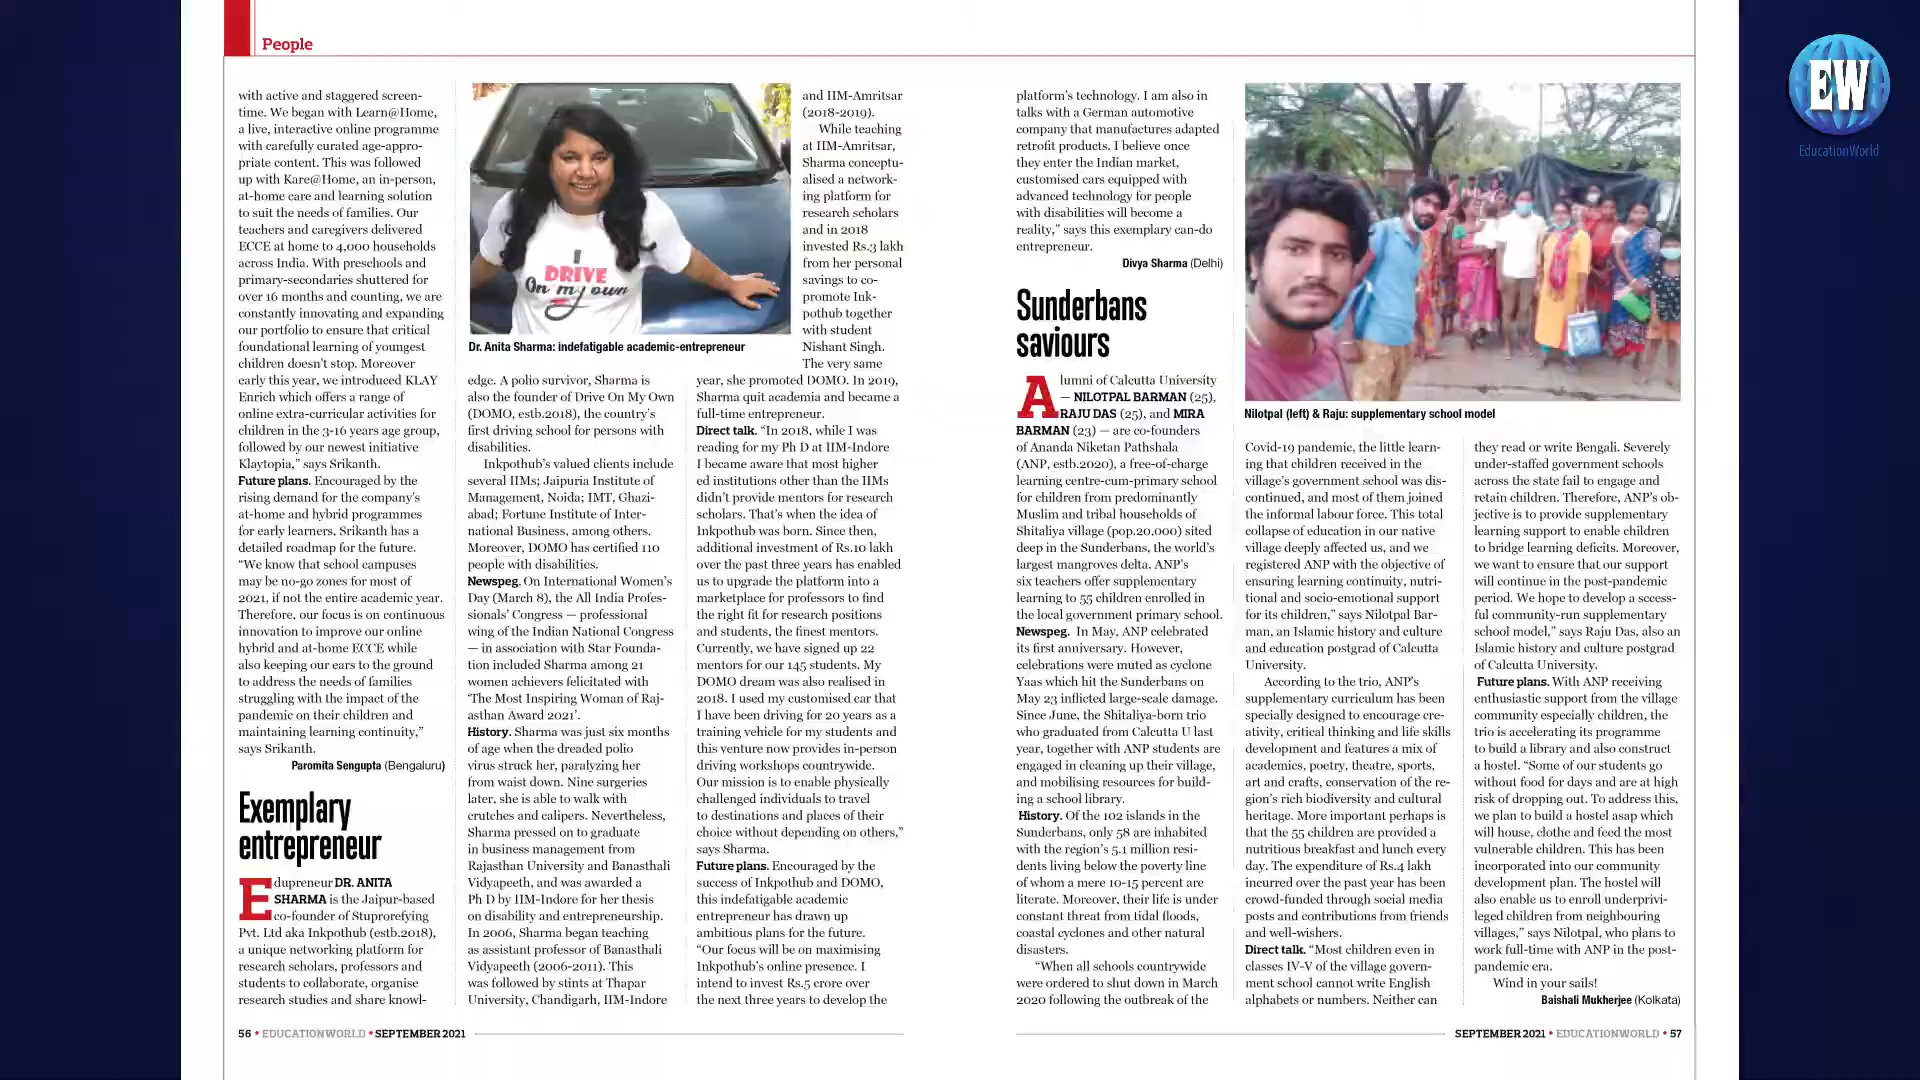 People
with active and staggered screen-
time. We began with Learn@Home,
a live, interactive online programme
with carefully curated age-appro-
priate content. This was followed
up with Kare@Home, an in-person,
at-home care and learning solution
to suit the needs of families. Our
teachers and caregivers delivered
ECCE at home to 4,000 households
across India. With preschools and
primary-secondaries shuttered for
over 16 months and counting, we are
constantly innovating and expanding
our portfolio to ensure that critical
foundational learning of youngest
children doesn't stop. Moreover
early this year, we introduced KLAY
Enrich which offers a range of
online extra-curricular activities for
children in the 3-16 years age group,
followed by our newest initiative
Klaytopia," says Srikanth.
Future plans. Encouraged by the
rising demand for the company's
at-home and hybrid programmes
for early learners, Srikanth has a
detailed roadmap for the future.
"We know that school campuses
may be no-go zones for most of
2021, if not the entire academic year.
Therefore, our focus is on continuous
innovation to improve our online
hybrid and at-home ECCE while
also keeping our ears to the ground
to address the needs of families
struggling with the impact of the
pandemic on their children and
maintaining learning continuity,"
says Srikanth.
Paromita Sengupta (Bengaluru)
Exemplary
entrepreneur
Edupreneur DR. ANITA
SHARMA is the Jaipur-based
co-founder of Stuprorefying
Pvt. Ltd aka Inkpothub (estb.2018),
a unique networking platform for
research scholars, professors and
students to collaborate, organise
research studies and share knowl-
I
DRIVE
On my own
Dr. Anita Sharma: indefatigable academic-entrepreneur
edge. A polio survivor, Sharma is
also the founder of Drive On My Own
(DOMO, estb.2018), the country's
first driving school for persons with
disabilities.
Inkpothub's valued clients include
several IIMs; Jaipuria Institute of
Management, Noida; IMT, Ghazi-
abad; Fortune Institute of Inter-
national Business, among others.
Moreover, DOMO has certified 110
people with disabilities.
Newspeg. On International Women's
Day (March 8), the All India Profes-
sionals' Congress — professional
wing of the Indian National Congress
— in association with Star Founda-
tion included Sharma among 21
women achievers felicitated with
'The Most Inspiring Woman of Raj-
asthan Award 2021'.
History. Sharma was just six months
of age when the dreaded polio
virus struck her, paralyzing her
from waist down. Nine surgeries
later, she is able to walk with
crutches and calipers. Nevertheless,
Sharma pressed on to graduate
in business management from
Rajasthan University and Banasthali
Vidyapeeth, and was awarded a
Ph D by IIM-Indore for her thesis
on disability and entrepreneurship.
In 2006, Sharma began teaching
as assistant professor of Banasthali
Vidyapeeth (2006-2011). This
was followed by stints at Thapar
University, Chandigarh, IIM-Indore
and IIM-Amritsar
(2018-2019).
While teaching
at IIM-Amritsar,
Sharma conceptu-
alised a network-
ing platform for
research scholars
and in 2018
invested Rs.3 lakh
from her personal
savings to co-
promote Ink-
pothub together
with student
Nishant Singh.
The very same
year, she promoted DOMO. In 2019,
Sharma quit academia and became a
full-time entrepreneur.
Direct talk. "In 2018, while I was
reading for my Ph D at IIM-Indore
I became aware that most higher
ed institutions other than the IIMs
didn't provide mentors for research
scholars. That's when the idea of
Inkpothub was born. Since then,
additional investment of Rs.10 lakh
over the past three years has enabled
us to upgrade the platform into a
marketplace for professors to find
the right fit for research positions
and students, the finest mentors.
Currently, we have signed up 22
mentors for our 145 students. My
DOMO dream was also realised in
2018. I used my customised car that
I have been driving for 20 years as a
training vehicle for my students and
this venture now provides in-person
driving workshops countrywide.
Our mission is to enable physically
challenged individuals to travel
to destinations and places of their
choice without depending on others,"
says Sharma.
Future plans. Encouraged by the
success of Inkpothub and DOMO,
this indefatigable academic
entrepreneur has drawn up
ambitious plans for the future.
"Our focus will be on maximising
Inkpothub's online presence. I
intend to invest Rs.5 crore over
the next three years to develop the
56 • EDUCATIONWORLD • SEPTEMBER 2021
platform's technology. I am also in
talks with a German automotive
company that manufactures adapted
retrofit products. I believe once
they enter the Indian market,
customised cars equipped with
advanced technology for people
with disabilities will become a
reality," says this exemplary can-do
entrepreneur.
Divya Sharma (Delhi)
Sunderbans
saviours
Alumni of Calcutta University
— NILOTPAL BARMAN (25),
RAJU DAS (25), and MIRA
BARMAN (23) — are co-founders
of Ananda Niketan Pathshala
(ANP, estb.2020), a free-of-charge
learning centre-cum-primary school
for children from predominantly
Muslim and tribal households of
Shitaliya village (pop.20,000) sited
deep in the Sunderbans, the world's
largest mangroves delta. ANP's
six teachers offer supplementary
learning to 55 children enrolled in
the local government primary school.
Newspeg. In May, ANP celebrated
its first anniversary. However,
celebrations were muted as cyclone
Yaas which hit the Sunderbans on
May 23 inflicted large-scale damage.
Since June, the Shitaliya-born trio
who graduated from Calcutta U last
year, together with ANP students are
engaged in cleaning up their village,
and mobilising resources for build-
ing a school library.
History. Of the 102 islands in the
Sunderbans, only 58 are inhabited
with the region's 5.1 million resi-
dents living below the poverty line
of whom a mere 10-15 percent are
literate. Moreover, their life is under
constant threat from tidal floods,
coastal cyclones and other natural
disasters.
"When all schools countrywide
were ordered to shut down in March
2020 following the outbreak of the
Nilotpal (left) & Raju: supplementary school model
Covid-19 pandemic, the little learn-
ing that children received in the
village's government school was dis-
continued, and most of them joined
the informal labour force. This total
collapse of education in our native
village deeply affected us, and we
registered ANP with the objective of
ensuring learning continuity, nutri-
tional and socio-emotional support
for its children," says Nilotpal Bar-
man, an Islamic history and culture
and education postgrad of Calcutta
University.
According to the trio, ANP's
supplementary curriculum has been
specially designed to encourage cre-
ativity, critical thinking and life skills
development and features a mix of
academics, poetry, theatre, sports,
art and crafts, conservation of the re-
gion's rich biodiversity and cultural
heritage. More important perhaps is
that the 55 children are provided a
nutritious breakfast and lunch every
day. The expenditure of Rs.4 lakh
incurred over the past year has been
crowd-funded through social media
posts and contributions from friends
and well-wishers.
Direct talk. "Most children even in
classes IV-V of the village govern-
ment school cannot write English
alphabets or numbers. Neither can
they read or write Bengali. Severely
under-staffed government schools
across the state fail to engage and
retain children. Therefore, ANP's ob-
jective is to provide supplementary
learning support to enable children
to bridge learning deficits. Moreover,
we want to ensure that our support
will continue in the post-pandemic
period. We hope to develop a sccess-
ful community-run supplementary
school model," says Raju Das, also an
Islamic history and culture postgrad
of Calcutta University.
Future plans. With ANP receiving
enthusiastic support from the village
community especially children, the
trio is accelerating its programme
to build a library and also construct
a hostel. "Some of our students go
without food for days and are at high
risk of dropping out. To address this,
we plan to build a hostel asap which
will house, clothe and feed the most
vulnerable children. This has been
incorporated into our community
development plan. The hostel will
also enable us to enroll underprivi-
leged children from neighbouring
villages," says Nilotpal, who plans to
work full-time with ANP in the post-
pandemic era.
Wind in your sails!
Baishali Mukherjee (Kolkata)
SEPTEMBER 2021 • EDUCATIONWORLD • 57
EW
EducationWorld